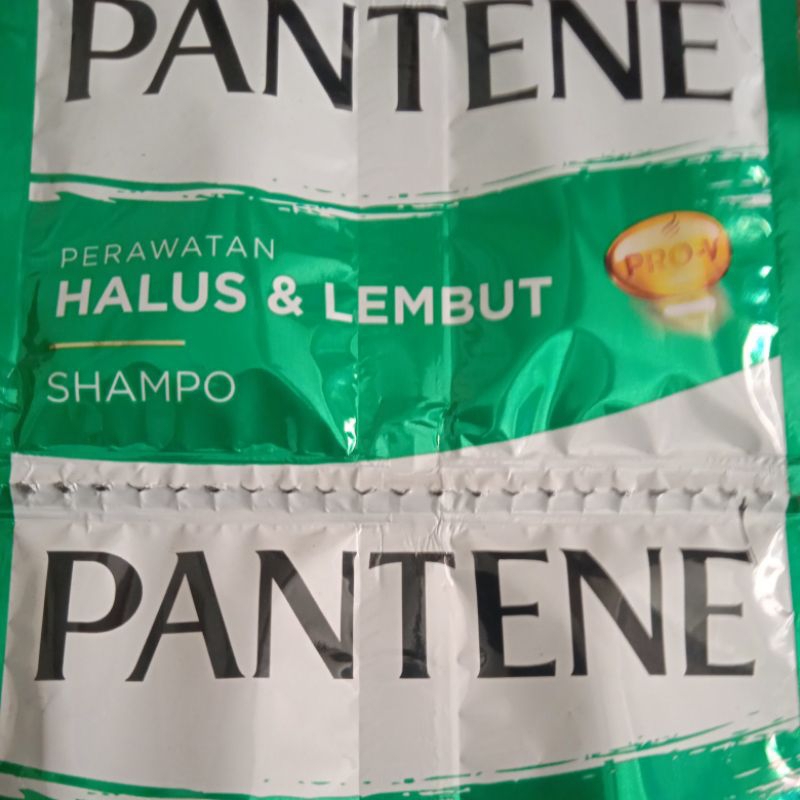 PANTENE
PERAWATAN
HALUS & LEMBUT
PRO-V
SHAMPO
PANTENE